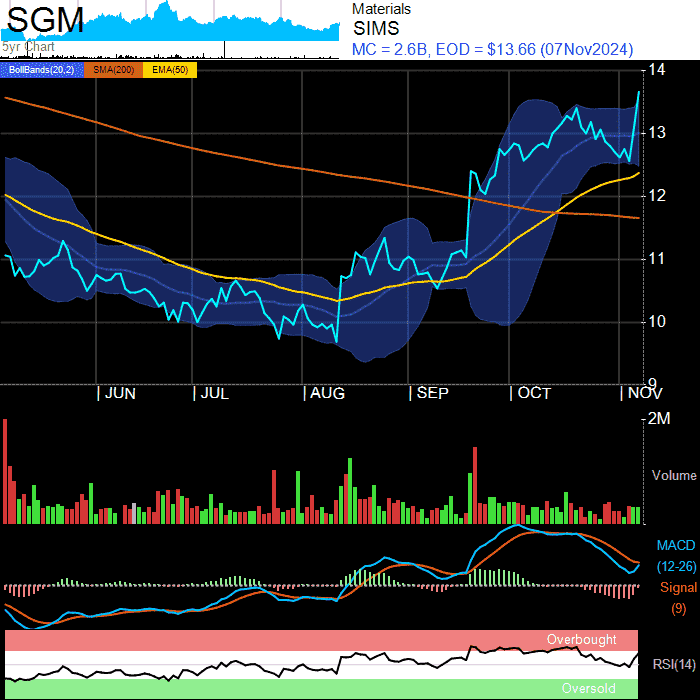 SGM
5yr Chart
Materials
SIMS
MC = 2.6B, EOD = $13.66 (07Nov2024)
BollBands(20,2) SMA(200) EMA(50)
14
13
12
11
10
9
JUN JUL AUG SEP OCT NOV
2M
Volume
MACD
(12-26)
Signal
(9)
Overbought
RSI(14)
Oversold